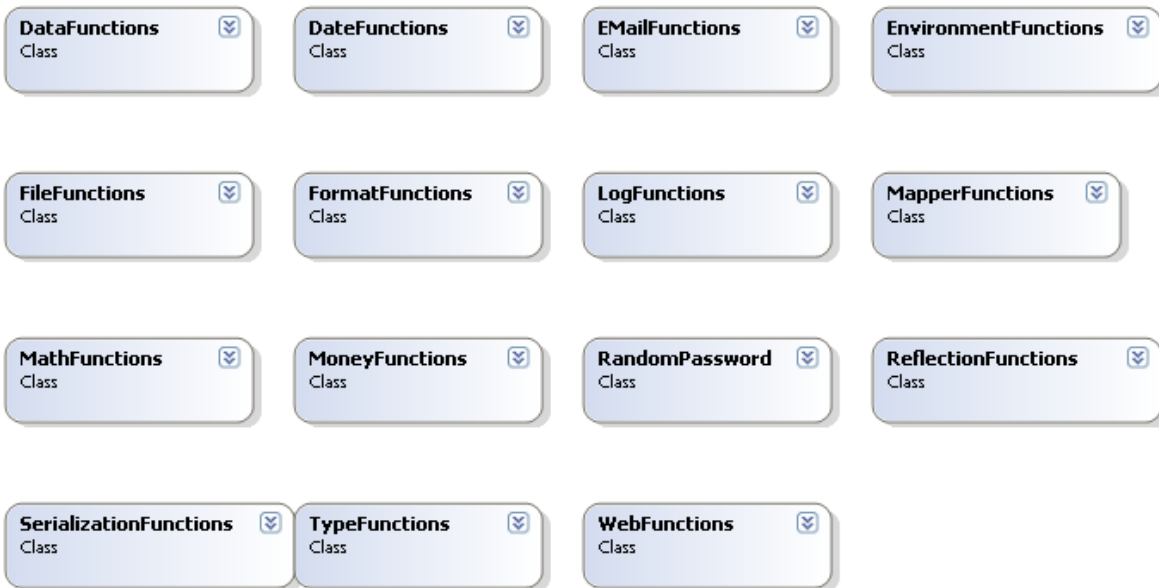 DataFunctions
Class
DateFunctions
Class
EMailFunctions
Class
EnvironmentFunctions
Class
FileFunctions
Class
FormatFunctions
Class
LogFunctions
Class
MapperFunctions
Class
MathFunctions
Class
MoneyFunctions
Class
RandomPassword
Class
ReflectionFunctions
Class
SerializationFunctions
Class
TypeFunctions
Class
WebFunctions
Class